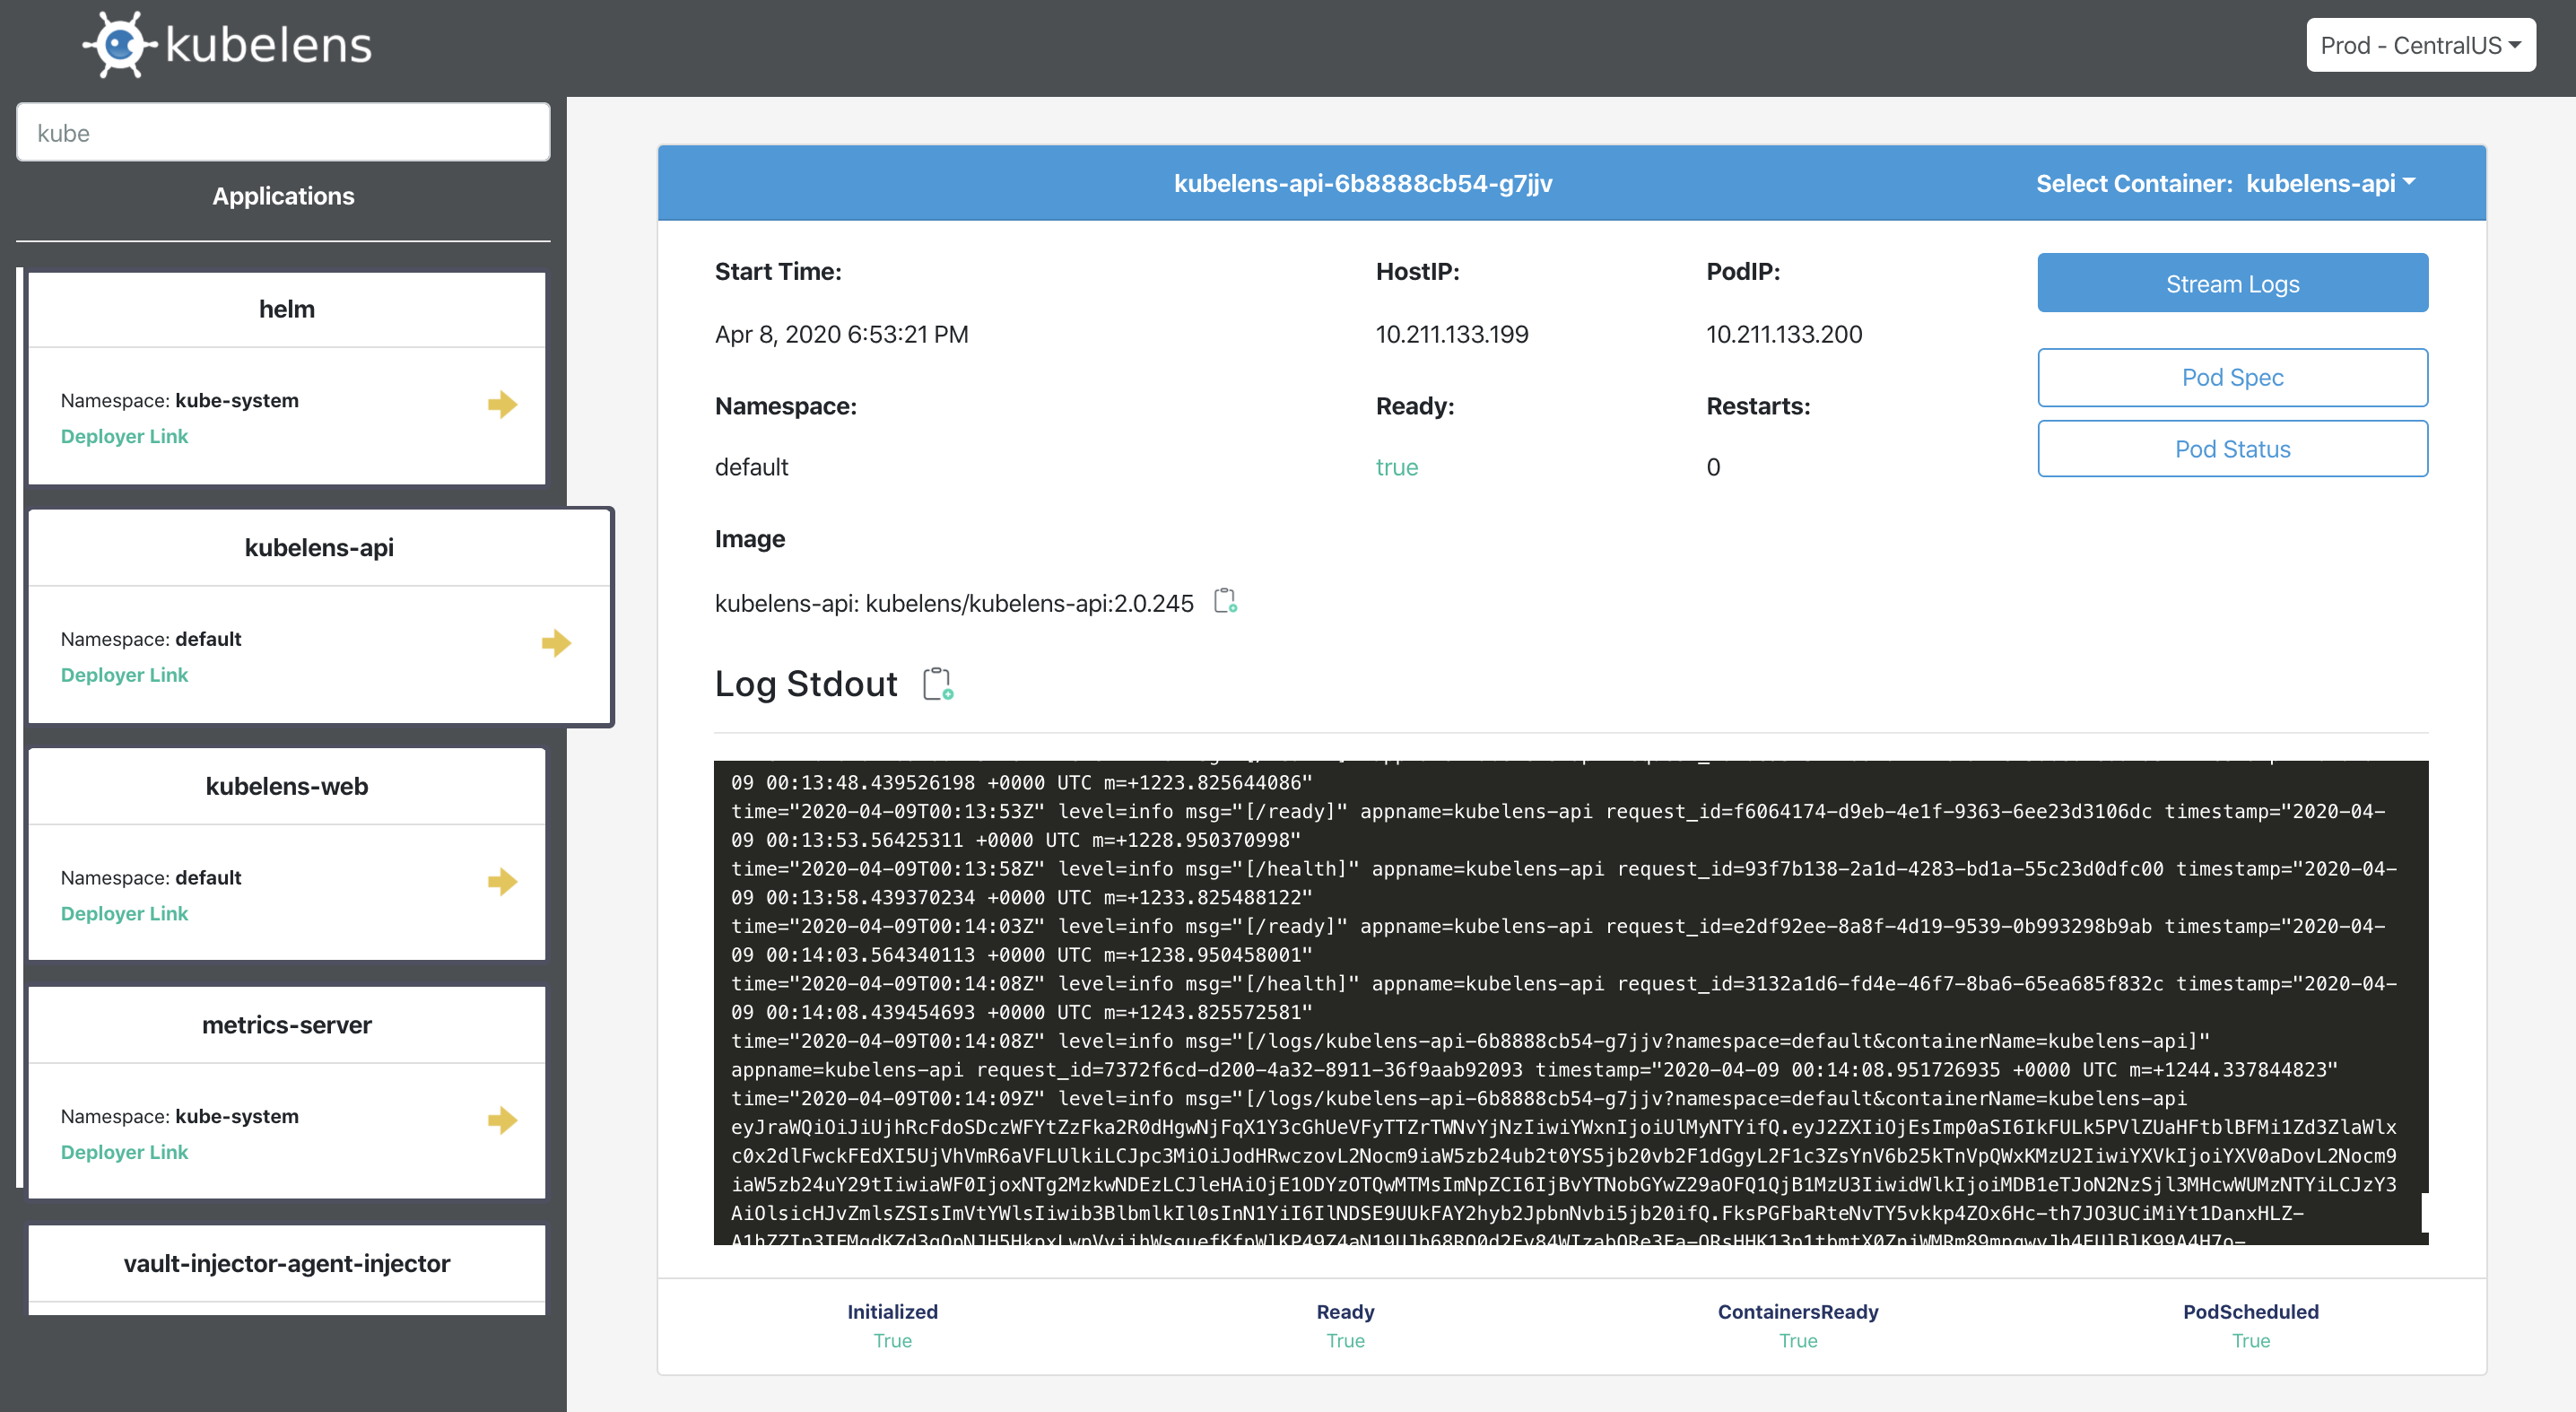 kubelens
Prod - CentralUS
kube
Applications
helm
Namespace: kube-system
Deployer Link
kubelens-api
Namespace: default
Deployer Link
kubelens-web
Namespace: default
Deployer Link
metrics-server
Namespace: kube-system
Deployer Link
vault-injector-agent-injector
kubelens-api-6b8888cb54-g7jjv
Select Container: kubelens-api
Start Time:
HostIP:
PodIP:
Stream Logs
Apr 8, 2020 6:53:21 PM
10.211.133.199
10.211.133.200
Pod Spec
Namespace:
Ready:
Restarts:
Pod Status
default
true
0
Image
kubelens-api: kubelens/kubelens-api:2.0.245
Log Stdout
09 00:13:48.439526198 +0000 UTC m=+1223.825644086"
time="2020-04-09T00:13:53Z" level=info msg="[/ready]" appname=kubelens-api request_id=f6064174-d9eb-4e1f-9363-6ee23d3106dc timestamp="2020-04-
09 00:13:53.56425311 +0000 UTC m=+1228.950370998"
time="2020-04-09T00:13:58Z" level=info msg="[/health]" appname=kubelens-api request_id=93f7b138-2a1d-4283-bd1a-55c23d0dfc00 timestamp="2020-04-
09 00:13:58.439370234 +0000 UTC m=+1233.825488122"
time="2020-04-09T00:14:03Z" level=info msg="[/ready]" appname=kubelens-api request_id=e2df92ee-8a8f-4d19-9539-0b993298b9ab timestamp="2020-04-
09 00:14:03.564340113 +0000 UTC m=+1238.950458001"
time="2020-04-09T00:14:08Z" level=info msg="[/health]" appname=kubelens-api request_id=3132a1d6-fd4e-46f7-8ba6-65ea685f832c timestamp="2020-04-
09 00:14:08.439454693 +0000 UTC m=+1243.825572581"
time="2020-04-09T00:14:08Z" level=info msg="[/logs/kubelens-api-6b8888cb54-g7jjv?namespace=default&containerName=kubelens-api]"
appname=kubelens-api request_id=7372f6cd-d200-4a32-8911-36f9aab92093 timestamp="2020-04-09 00:14:08.951726935 +0000 UTC m=+1244.337844823"
time="2020-04-09T00:14:09Z" level=info msg="[/logs/kubelens-api-6b8888cb54-g7jjv?namespace=default&containerName=kubelens-api
Initialized
Ready
ContainersReady
PodScheduled
True
True
True
True